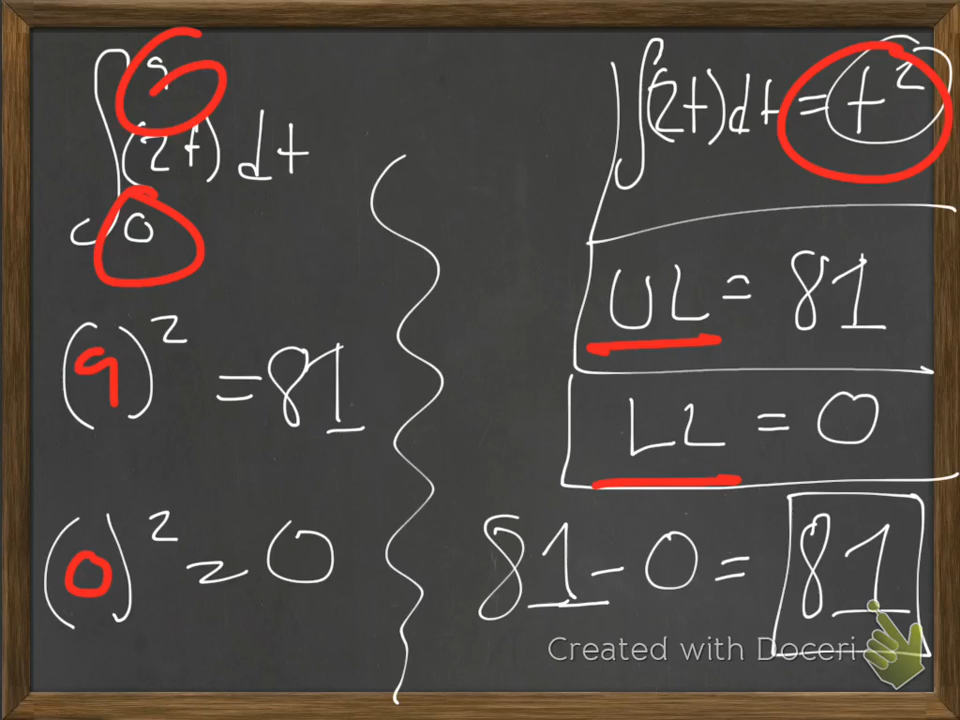 ∫₀⁹ (2t) dt
(9)² = 81
(0)² = 0
∫(2t)dt = t²
UL = 81
LL = 0
81 - 0 = 81
Created with Doceri